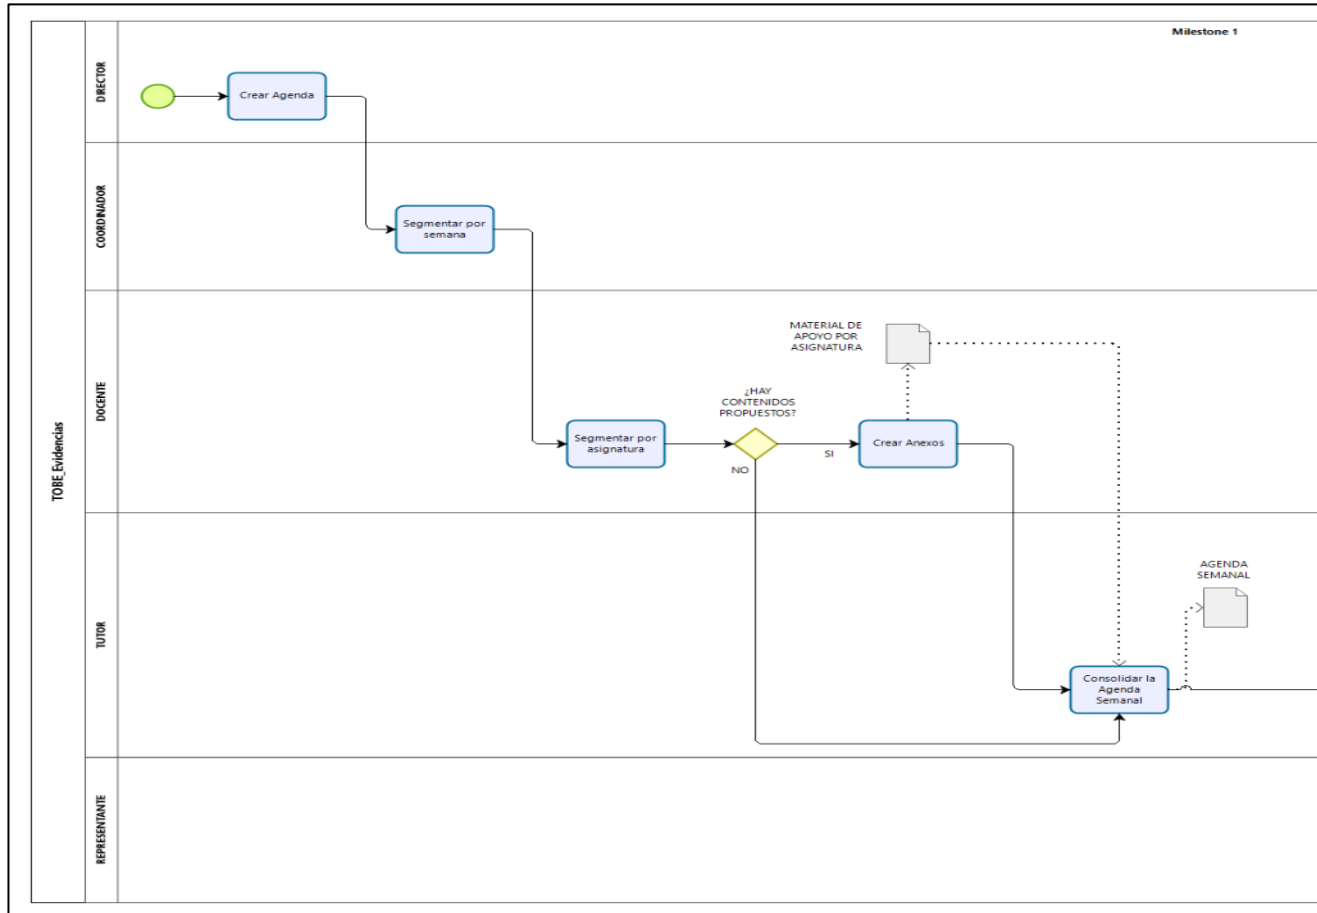 Milestone 1
TOBE_Evidencias
DIRECTOR
Crear Agenda
COORDINADOR
Segmentar por
semana
DOCENTE
MATERIAL DE
APOYO POR
ASIGNATURA
¿HAY
CONTENIDOS
PROPUESTOS?
Segmentar por
asignatura
SI
NO
Crear Anexos
TUTOR
AGENDA
SEMANAL
Consolidar la
Agenda
Semanal
REPRESENTANTE